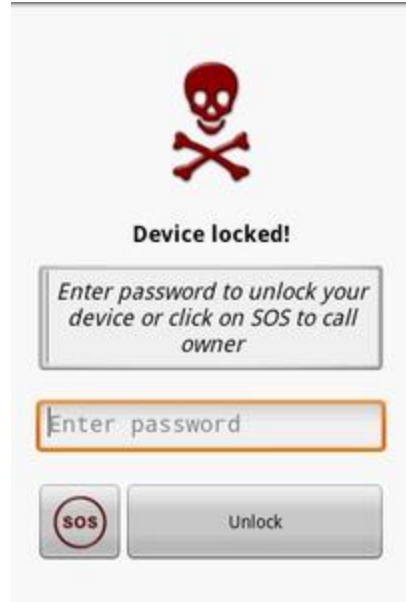 Device locked!
Enter password to unlock your
device or click on SOS to call
owner
Enter password
SOS
Unlock